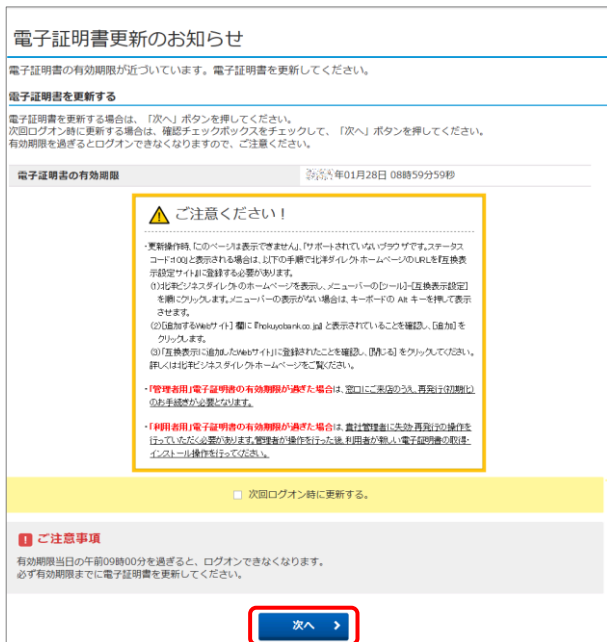 電子証明書更新のお知らせ
電子証明書の有効期限が近づいています。電子証明書を更新してください。
電子証明書を更新する
電子証明書を更新する場合は、「次へ」ボタンを押してください。
次回ログオン時に更新する場合は、確認チェックボックスをチェックして、「次へ」ボタンを押してください。
有効期限を過ぎるとログオンできなくなりますので、ご注意ください。
電子証明書の有効期限 年01月28日 08時59分59秒
ご注意ください！
・更新操作時、「このページは表示できません」、「サポートされていないブラウザです。ステータス
コード:100」と表示される場合は、以下の手順で北洋ダイレクトホームページのURLを『互換表
示設定サイト』に登録する必要があります。
(1)北洋ビジネスダイレクトのホームページを表示し、メニューバーの[ツール]-[互換表示設定]
を順にクリックします。メニューバーの表示がない場合は、キーボードの Alt キーを押して表示
させます。
(2)[追加するWebサイト] 欄に 『hokuyobank.co.jp』 と表示されていることを確認し、[追加] を
クリックします。
(3)『互換表示に追加したWebサイト』に登録されたことを確認し、[閉じる] をクリックしてください。
詳しくは北洋ビジネスダイレクトホームページをご覧ください。
・「管理者用」電子証明書の有効期限が過ぎた場合は、窓口にご来店のうえ、再発行(初期化)
のお手続きが必要となります。
・「利用者用」電子証明書の有効期限が過ぎた場合は、貴社管理者に失効・再発行の操作を
行っていただく必要があります。管理者が操作を行った後、利用者が新しい電子証明書の取得・
インストール操作を行ってください。
次回ログオン時に更新する。
ご注意事項
有効期限当日の午前09時00分を過ぎると、ログオンできなくなります。
必ず有効期限までに電子証明書を更新してください。
次へ